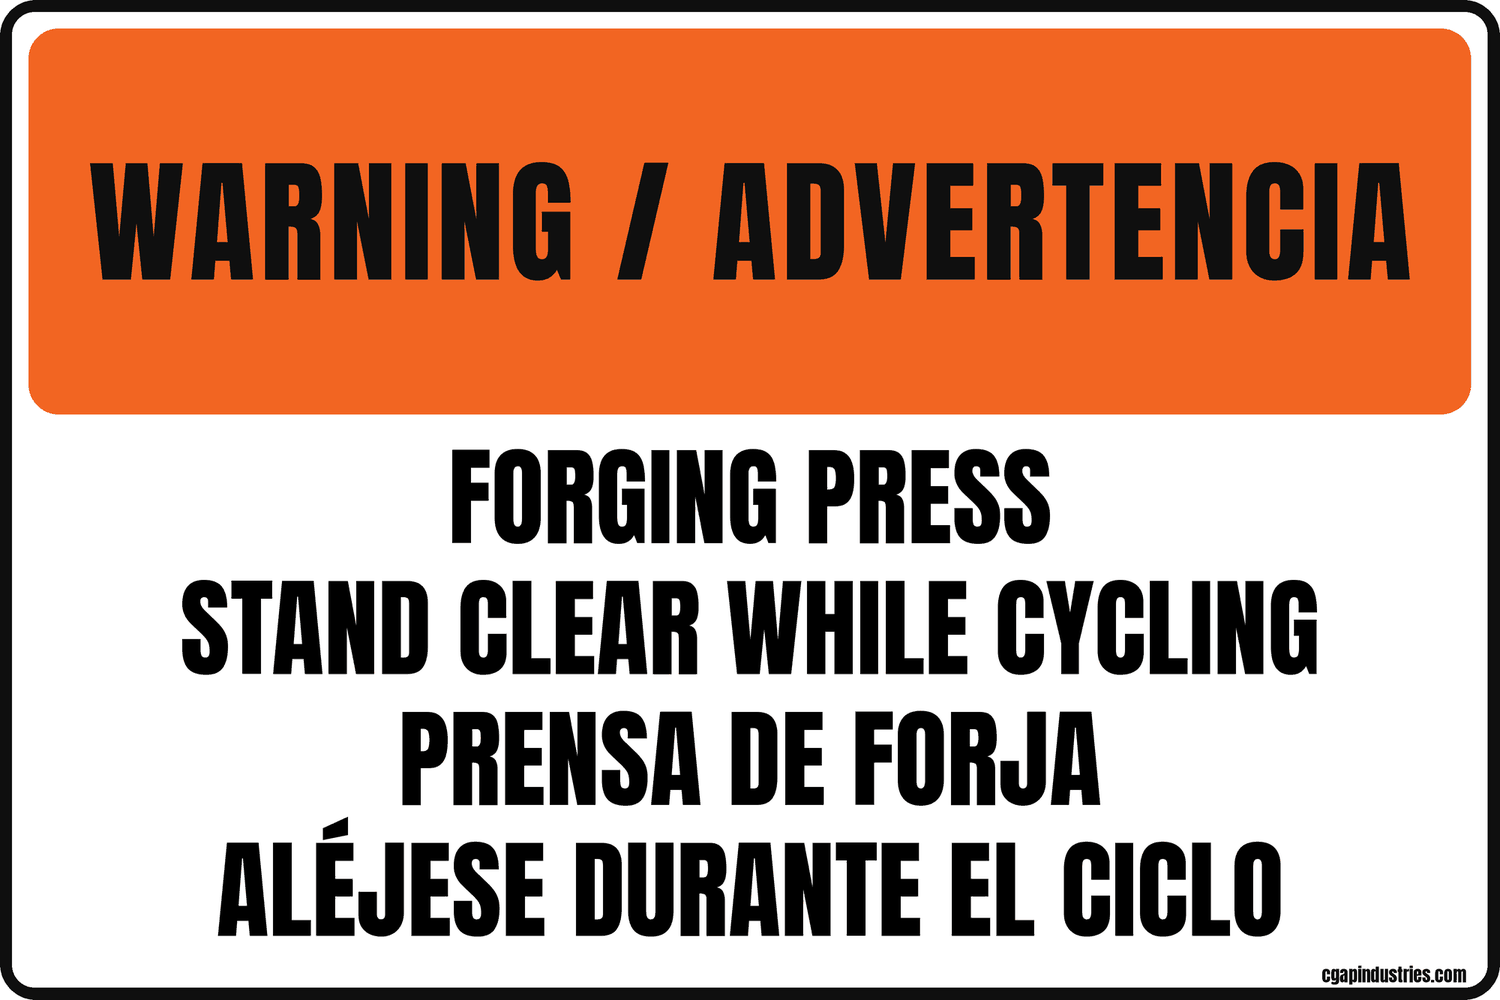 WARNING / ADVERTENCIA
FORGING PRESS
STAND CLEAR WHILE CYCLING
PRENSA DE FORJA
ALÉJESE DURANTE EL CICLO
cgapindustries.com